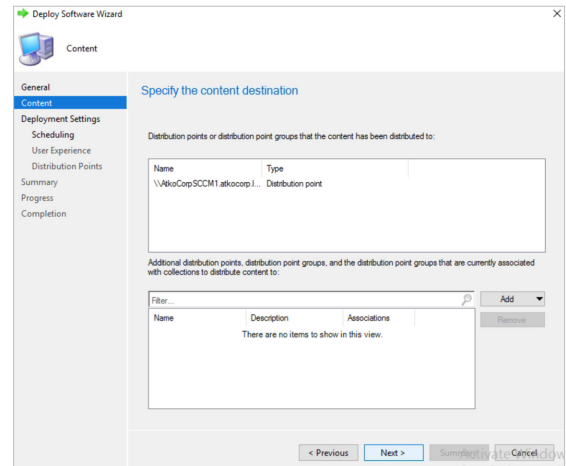 Deploy Software Wizard
Content
General
Content
Deployment Settings
Scheduling
User Experience
Distribution Points
Summary
Progress
Completion
Specify the content destination
Distribution points or distribution point groups that the content has been distributed to:
Name Type
\\AtkoCorpSCCM1.atkocorp.l... Distribution point
Additional distribution points, distribution point groups, and the distribution point groups that are currently associated
with collections to distribute content to:
Filter...
Add
Remove
Name Description Associations
There are no items to show in this view.
< Previous Next > Summary Cancel